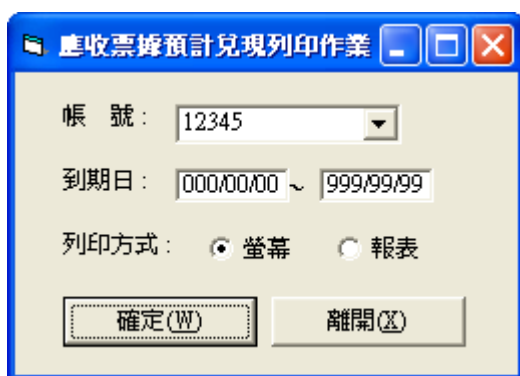 應收票據預計兌現列印作業
帳 號： 12345
到期日： 000/00/00 ~ 999/99/99
列印方式： 螢幕 報表
確定(W) 離開(X)